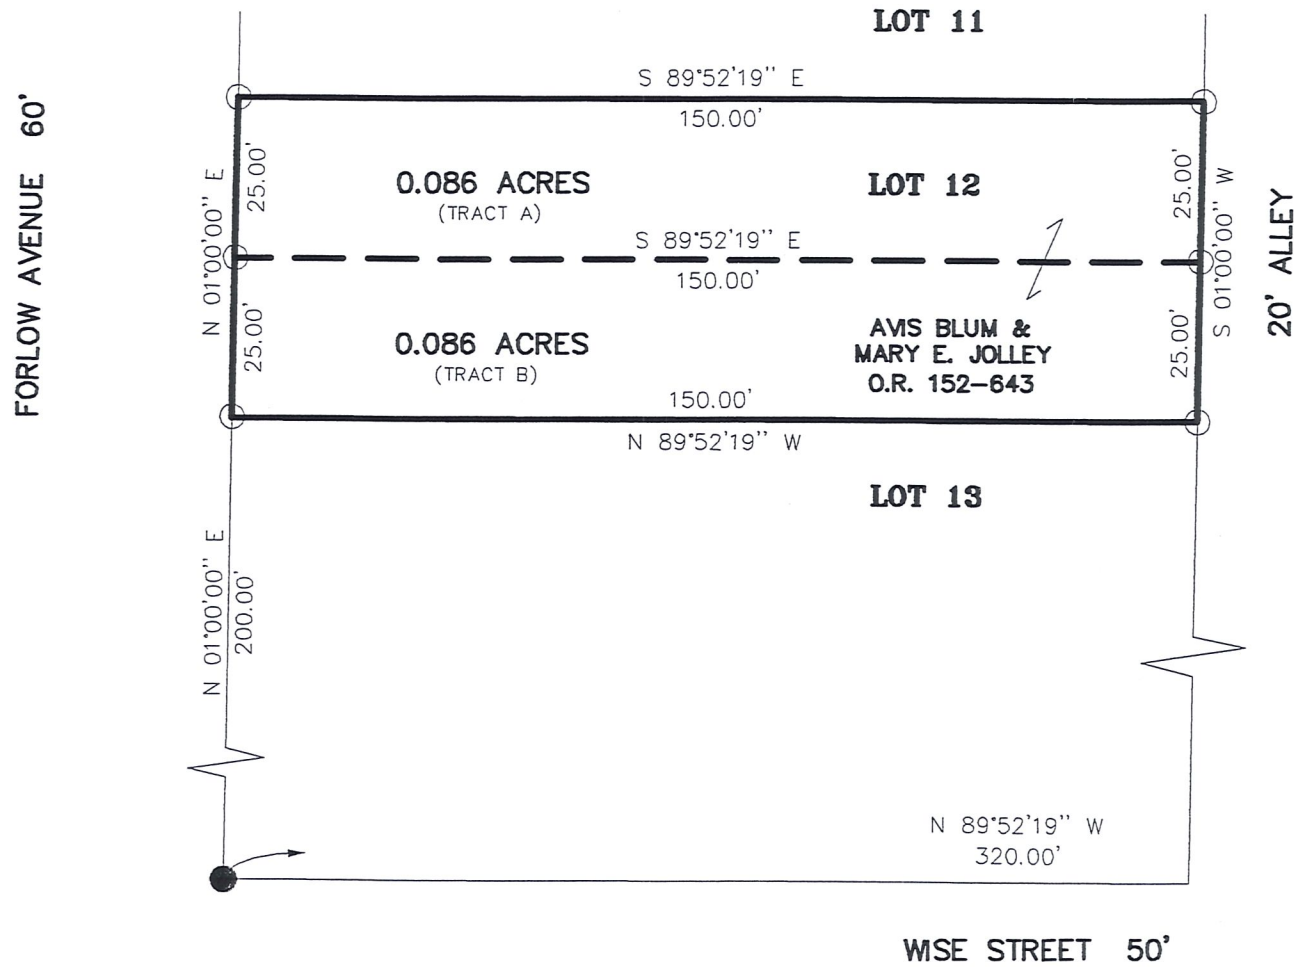 LOT 11
S 89°52'19" E
150.00'
FORLOW AVENUE 60'
N 01°00'00" E
25.00'
0.086 ACRES
(TRACT A)
LOT 12
25.00'
S 01°00'00" W
20' ALLEY
S 89°52'19" E
150.00'
25.00'
0.086 ACRES
(TRACT B)
AVIS BLUM &
MARY E. JOLLEY
O.R. 152-643
25.00'
150.00'
N 89°52'19" W
LOT 13
N 01°00'00" E
200.00'
N 89°52'19" W
320.00'
WISE STREET 50'